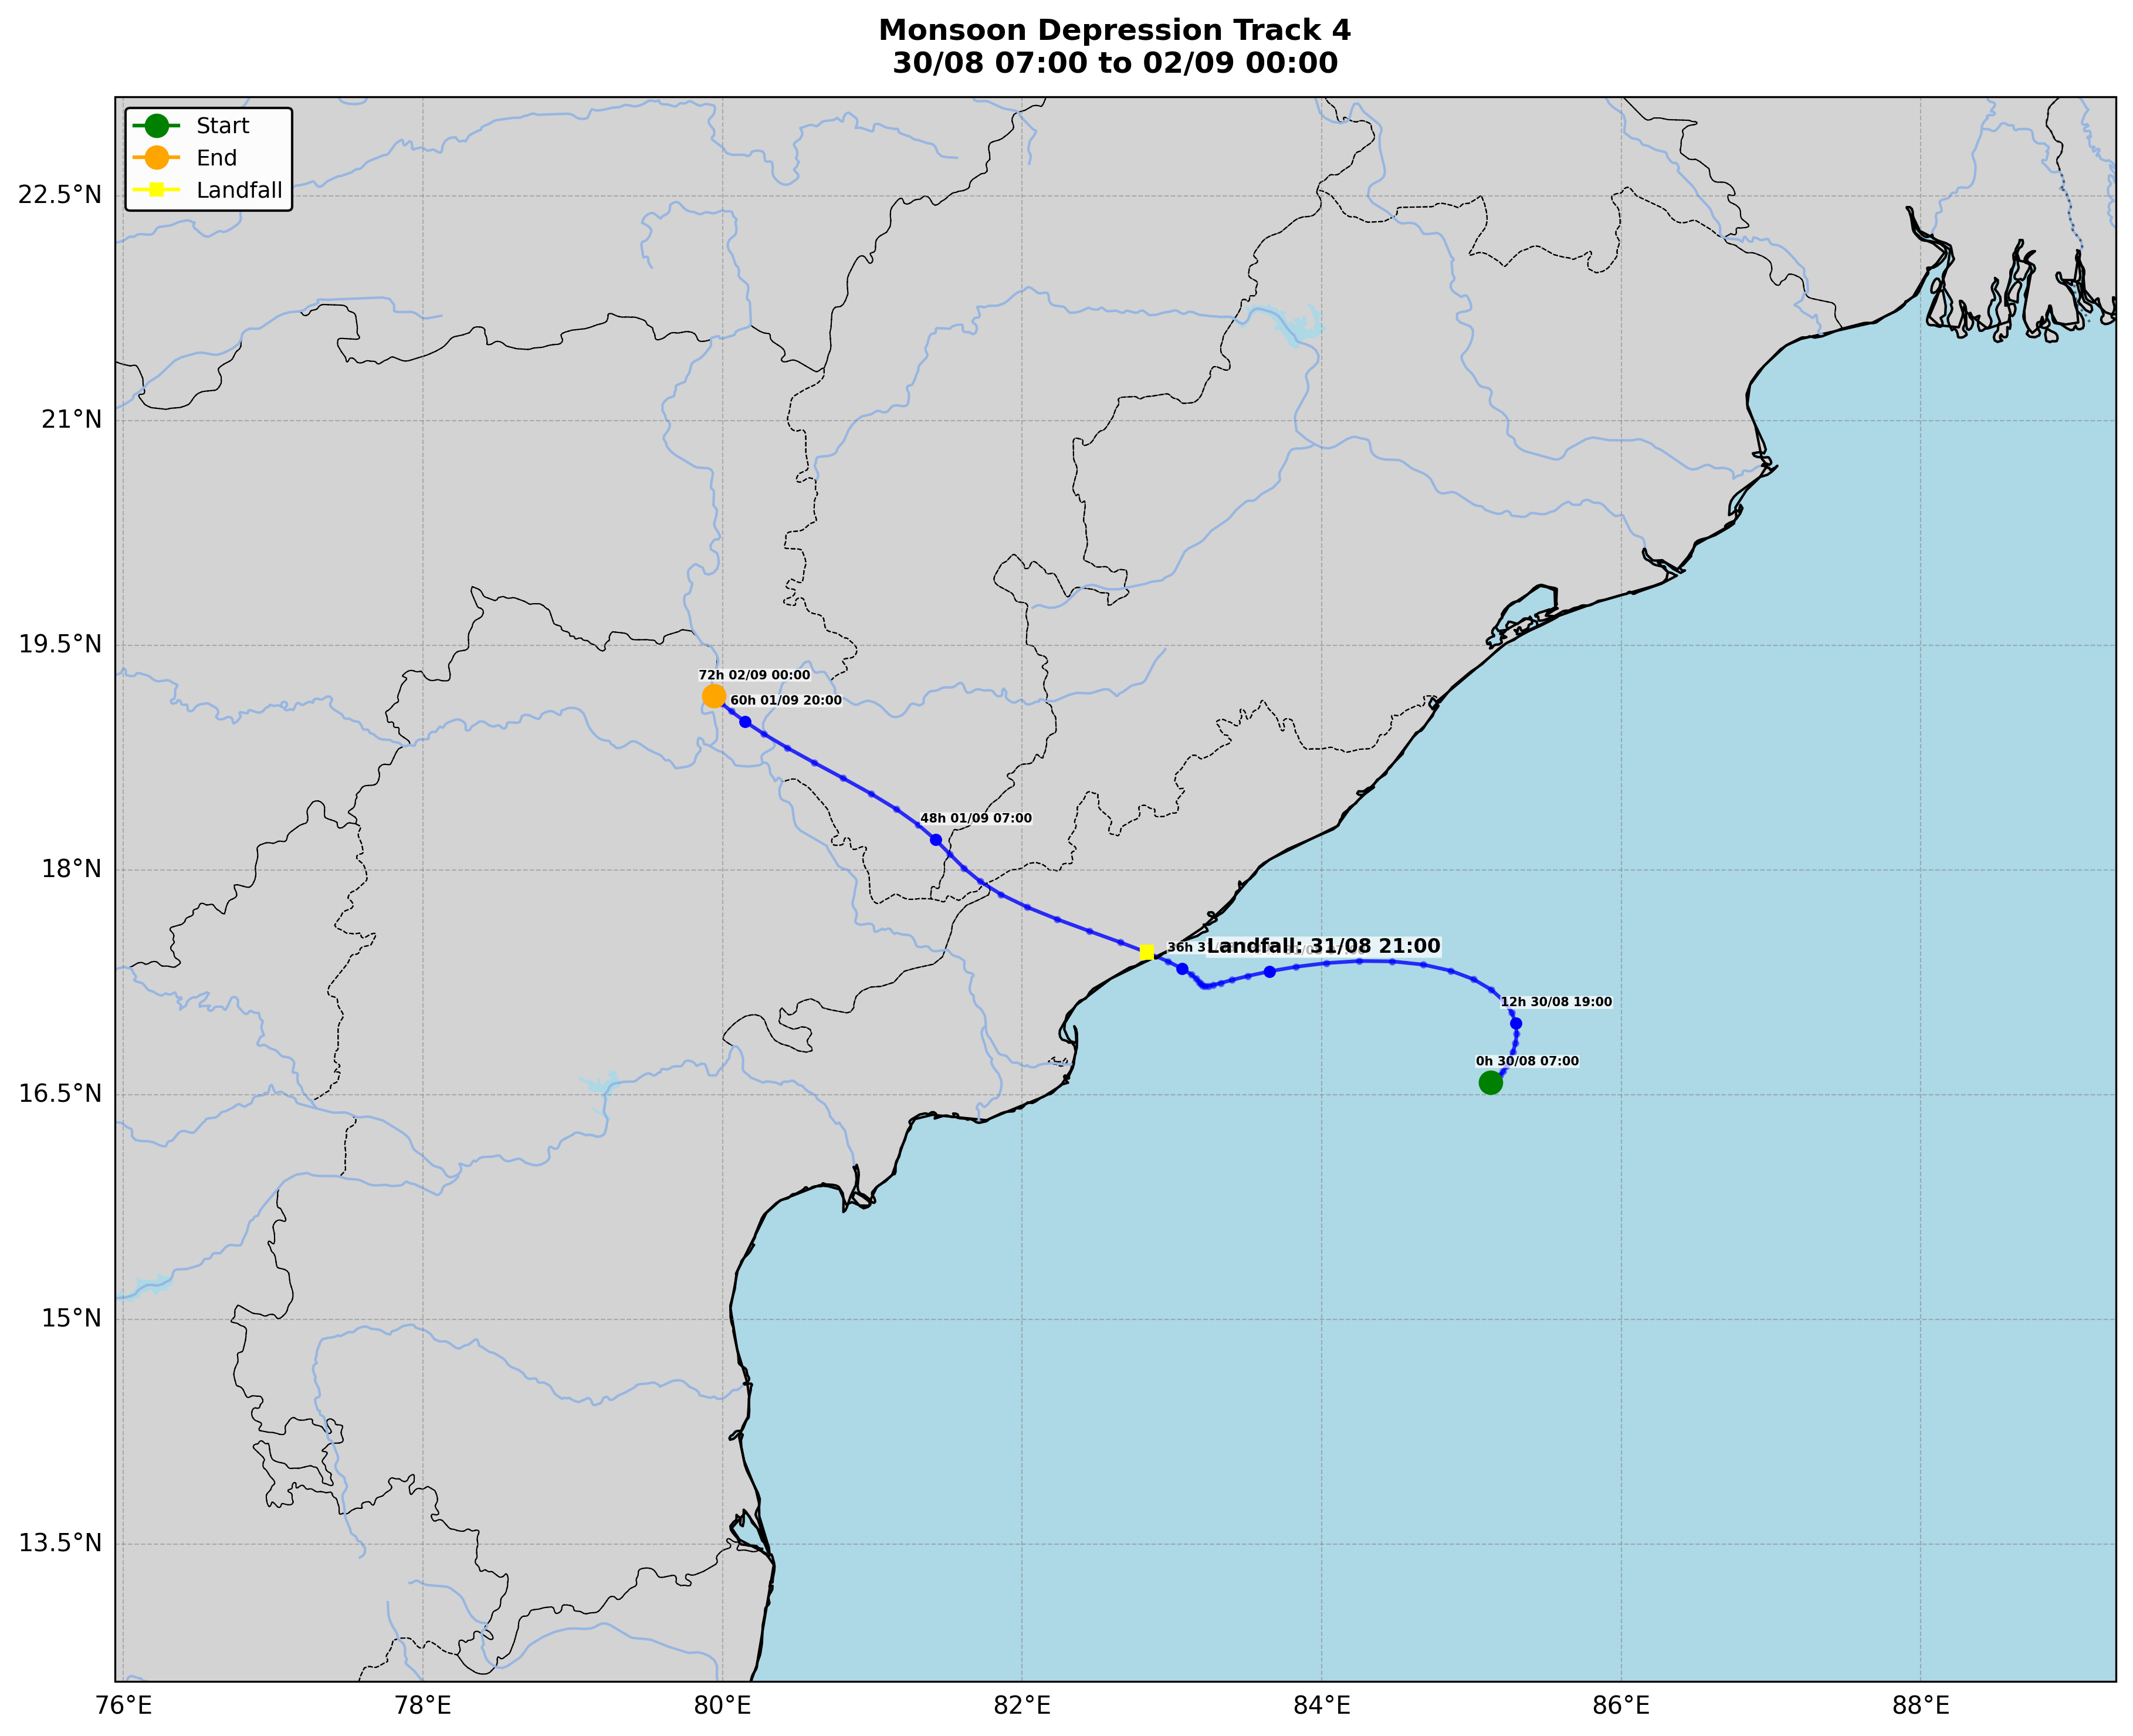 Monsoon Depression Track 4
30/08 07:00 to 02/09 00:00
Start
End
Landfall
22.5°N
21°N
19.5°N
18°N
16.5°N
15°N
13.5°N
72h 02/09 00:00
60h 01/09 20:00
48h 01/09 07:00
36h 3
Landfall: 31/08 21:00
12h 30/08 19:00
0h 30/08 07:00
76°E
78°E
80°E
82°E
84°E
86°E
88°E